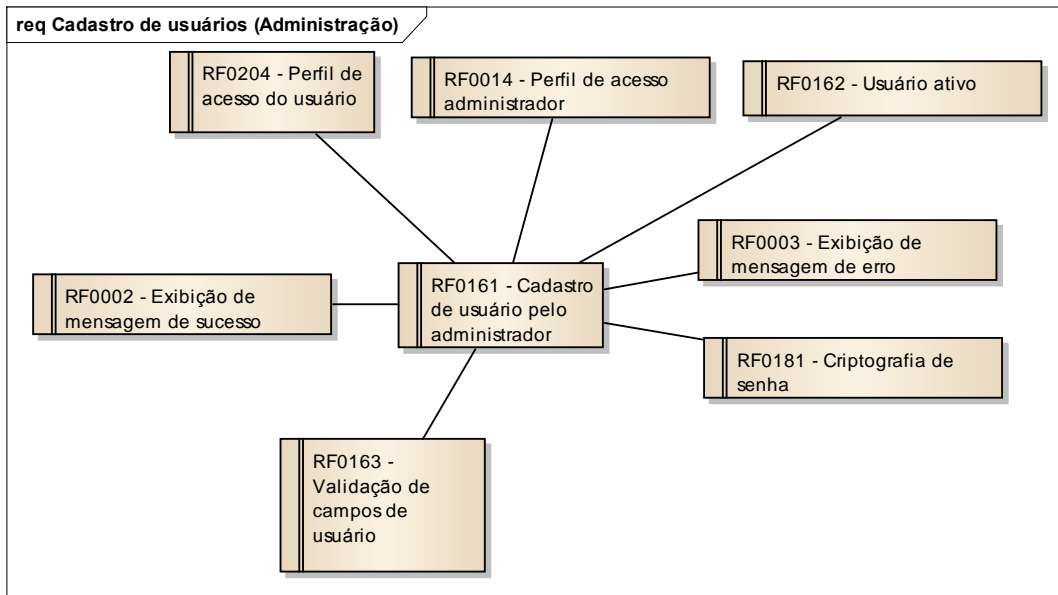 req Cadastro de usuários (Administração)
RF0204 - Perfil de
acesso do usuário
RF0014 - Perfil de acesso
administrador
RF0162 - Usuário ativo
RF0003 - Exibição de
mensagem de erro
RF0161 - Cadastro
de usuário pelo
administrador
RF0002 - Exibição de
mensagem de sucesso
RF0181 - Criptografia de
senha
RF0163 -
Validação de
campos de
usuário